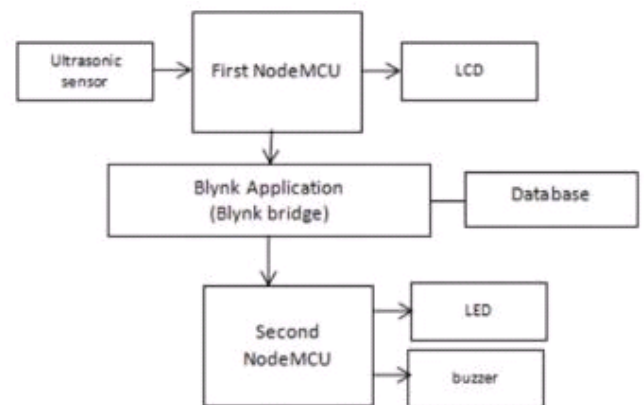 Ultrasonic
sensor
First NodeMCU
LCD
Blynk Application
(Blynk bridge)
Database
Second
NodeMCU
LED
buzzer